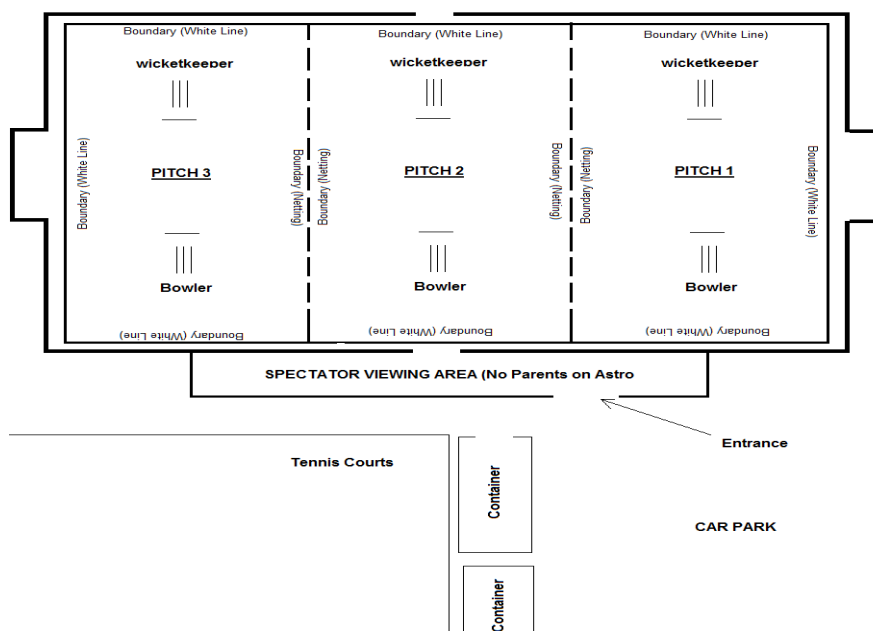 Boundary (White Line)
Boundary (White Line)
Boundary (White Line)
wicketkeeper
wicketkeeper
wicketkeeper
Boundary (White Line)
PITCH 3
Boundary (Netting)
Boundary (Netting)
PITCH 2
Boundary (Netting)
Boundary (Netting)
PITCH 1
Boundary (White Line)
Bowler
Bowler
Bowler
Boundary (White Line)
Boundary (White Line)
Boundary (White Line)
SPECTATOR VIEWING AREA (No Parents on Astro
Entrance
Tennis Courts
Container
CAR PARK
Container